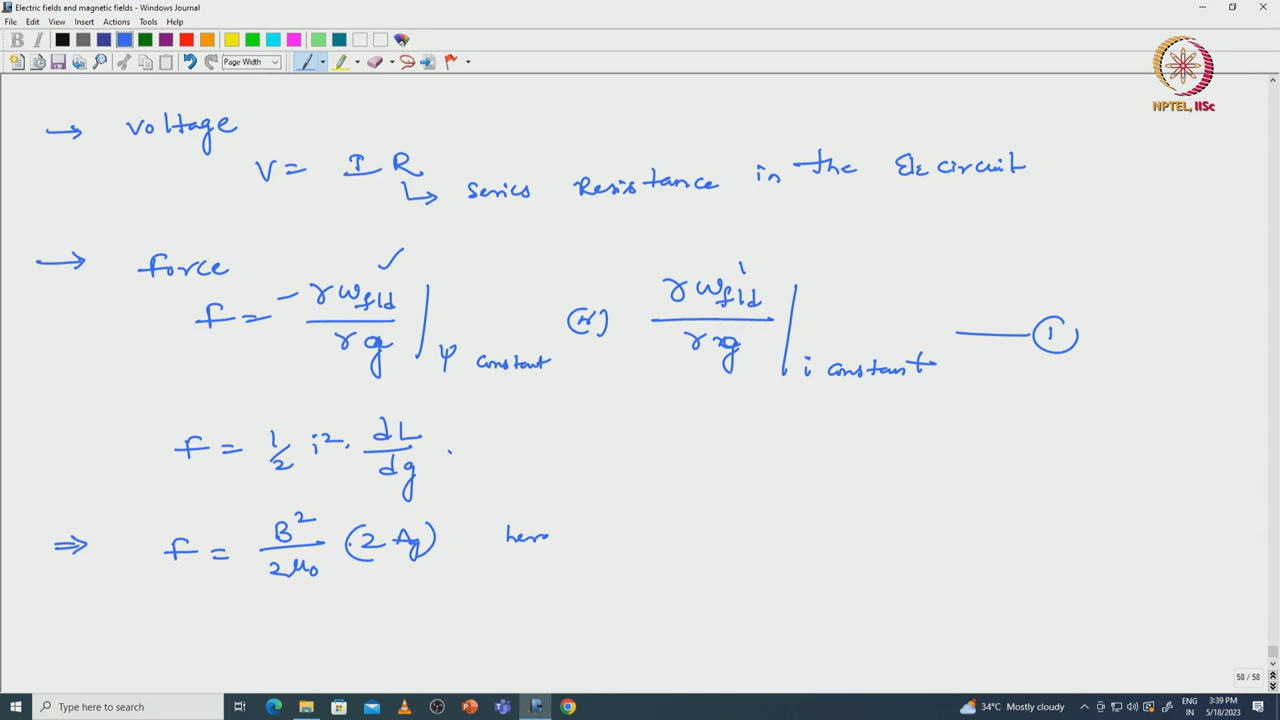 Electric fields and magnetic fields - Windows Journal
File Edit View Insert Actions Tools Help
B I
Page Width
NPTEL, IISc
→ Voltage
V = I R
↳ Series Resistance in the Ele circuit
→ force ✓
f = - γ W_fld / γ g | ψ constant (or) γ W'_fld / γ g | i constant —— (1)
f = 1/2 i². dL/dg .
⇒ f = B²/2μ₀ (2 Ag) here
58 / 58
Type here to search
34°C Mostly cloudy
ENG
IN
3:39 PM
5/18/2023